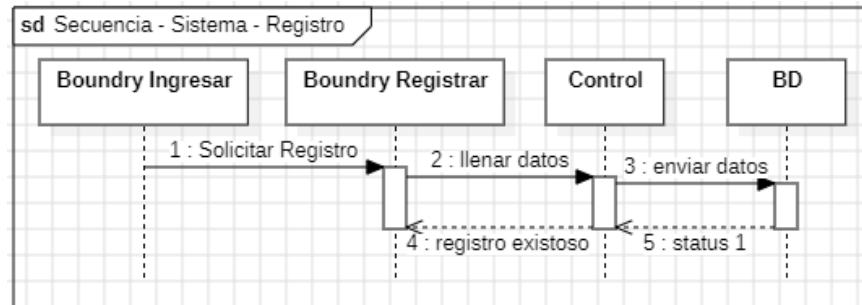 sd Secuencia - Sistema - Registro
Boundry Ingresar
Boundry Registrar
Control
BD
1 : Solicitar Registro
2 : llenar datos
3 : enviar datos
4 : registro existoso
5 : status 1